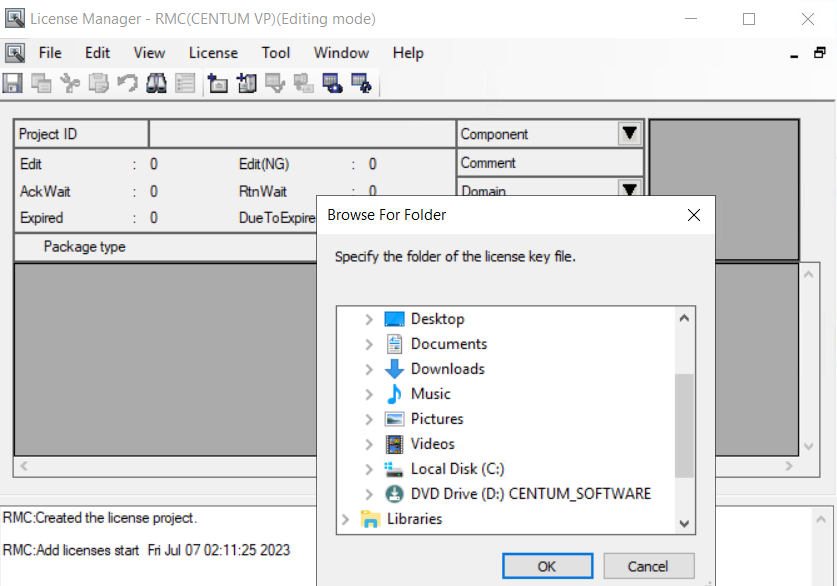 License Manager - RMC(CENTUM VP)(Editing mode)
File Edit View License Tool Window Help
Project ID
Component
Edit : 0 Edit(NG) : 0
Comment
AckWait : 0 RtnWait : 0
Domain
Expired : 0 DueToExpire
Package type
Browse For Folder
Specify the folder of the license key file.
Desktop
Documents
Downloads
Music
Pictures
Videos
Local Disk (C:)
DVD Drive (D:) CENTUM_SOFTWARE
Libraries
OK Cancel
RMC:Created the license project.
RMC:Add licenses start Fri Jul 07 02:11:25 2023